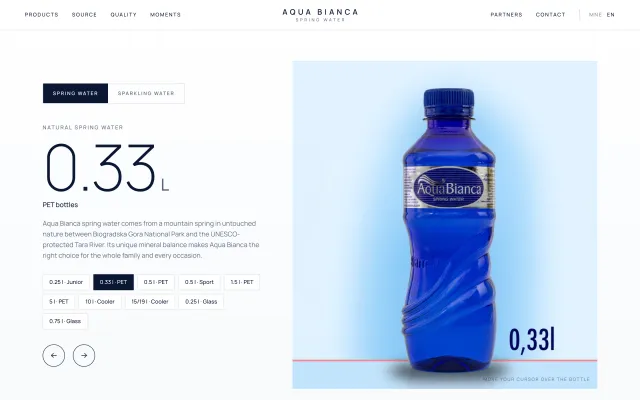 PRODUCTS SOURCE QUALITY MOMENTS
AQUA BIANCA
SPRING WATER
PARTNERS CONTACT MNE EN
SPRING WATER SPARKLING WATER
NATURAL SPRING WATER
0.33 L
PET bottles
Aqua Bianca spring water comes from a mountain spring in untouched
nature between Biogradska Gora National Park and the UNESCO-
protected Tara River. Its unique mineral balance makes Aqua Bianca the
right choice for the whole family and every occasion.
0.25 l · Junior 0.33 l · PET 0.5 l · PET 0.5 l · Sport 1.5 l · PET
5 l · PET 10 l · Cooler 15/19 l · Cooler 0.25 l · Glass
0.75 l · Glass
AquaBianca
SPRING WATER
0,33l
MOVE YOUR CURSOR OVER THE BOTTLE